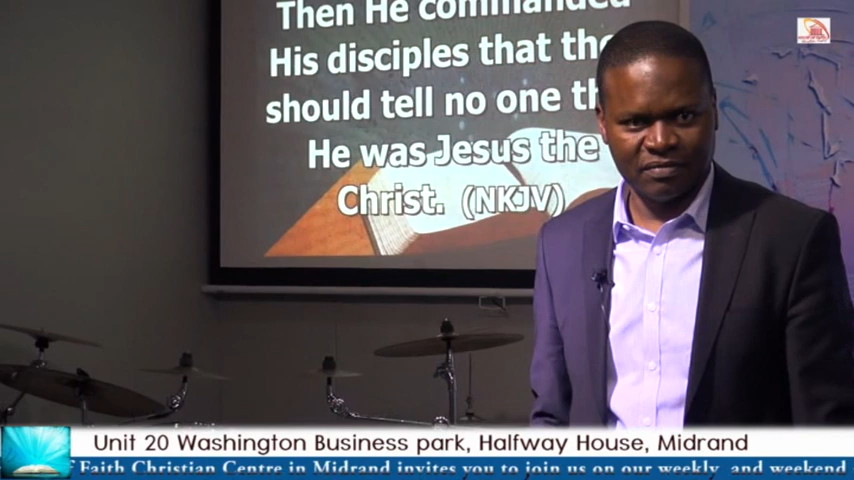 Then He commanded
His disciples that the
should tell no one th
He was Jesus the
Christ. (NKJV)
Unit 20 Washington Business park, Halfway House, Midrand
Faith Christian Centre in Midrand invites you to join us on our weekly, and weekend